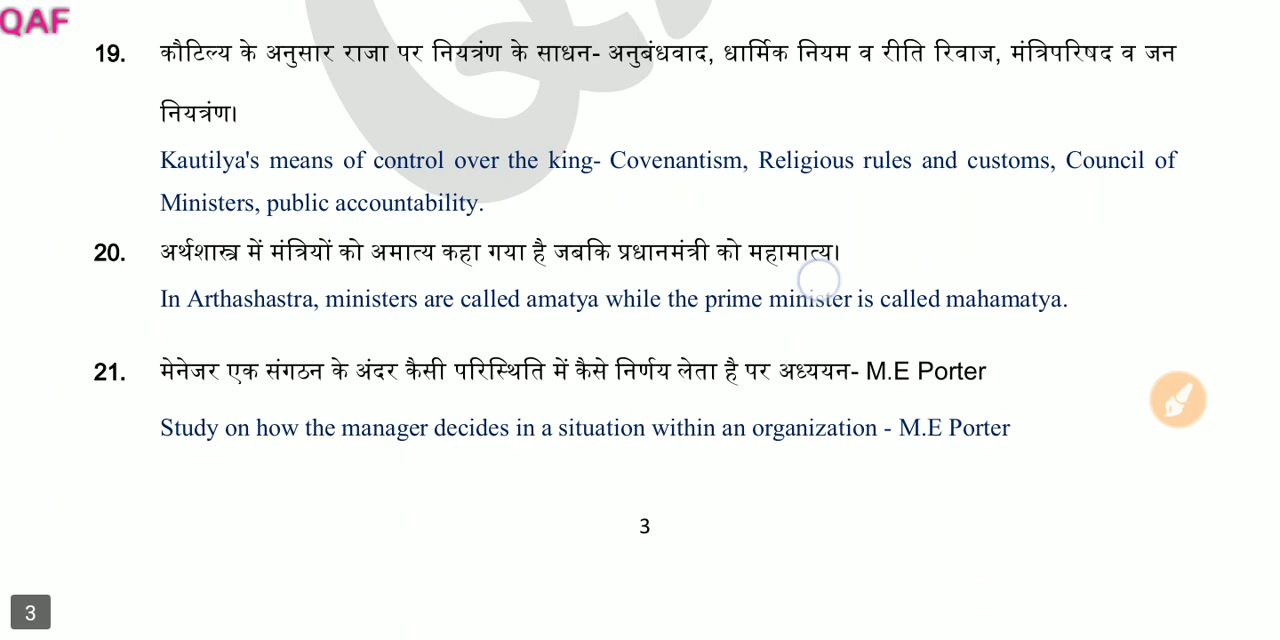 QAF
19. कौटिल्य के अनुसार राजा पर नियत्रंण के साधन- अनुबंधवाद, धार्मिक नियम व रीति रिवाज, मंत्रिपरिषद व जन
नियत्रंण।
Kautilya's means of control over the king- Covenantism, Religious rules and customs, Council of
Ministers, public accountability.
20. अर्थशास्त्र में मंत्रियों को अमात्य कहा गया है जबकि प्रधानमंत्री को महामात्य।
In Arthashastra, ministers are called amatya while the prime minister is called mahamatya.
21. मेनेजर एक संगठन के अंदर कैसी परिस्थिति में कैसे निर्णय लेता है पर अध्ययन- M.E Porter
Study on how the manager decides in a situation within an organization - M.E Porter
3
3